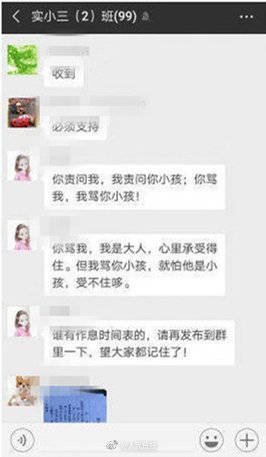 实小三（2）班(99)
收到
必须支持
你责问我，我责问你小孩；你骂
我，我骂你小孩！
你骂我，我是大人，心里承受得
住。但我骂你小孩，就怕他是小
孩，受不住哆。
谁有作息时间表的，请再发布到群
里一下，望大家都记住了！